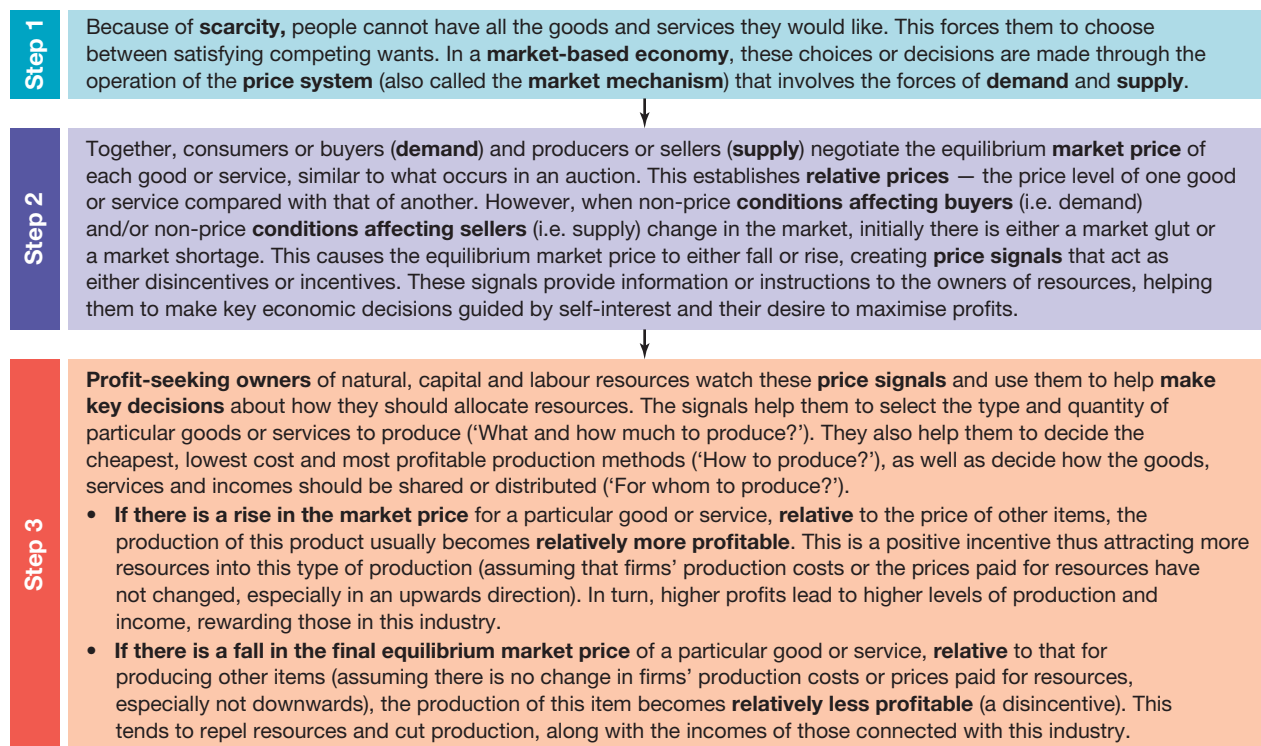 Step 1
Because of scarcity, people cannot have all the goods and services they would like. This forces them to choose
between satisfying competing wants. In a market-based economy, these choices or decisions are made through the
operation of the price system (also called the market mechanism) that involves the forces of demand and supply.
Step 2
Together, consumers or buyers (demand) and producers or sellers (supply) negotiate the equilibrium market price of
each good or service, similar to what occurs in an auction. This establishes relative prices — the price level of one good
or service compared with that of another. However, when non-price conditions affecting buyers (i.e. demand)
and/or non-price conditions affecting sellers (i.e. supply) change in the market, initially there is either a market glut or
a market shortage. This causes the equilibrium market price to either fall or rise, creating price signals that act as
either disincentives or incentives. These signals provide information or instructions to the owners of resources, helping
them to make key economic decisions guided by self-interest and their desire to maximise profits.
Step 3
Profit-seeking owners of natural, capital and labour resources watch these price signals and use them to help make
key decisions about how they should allocate resources. The signals help them to select the type and quantity of
particular goods or services to produce (‘What and how much to produce?’). They also help them to decide the
cheapest, lowest cost and most profitable production methods (‘How to produce?’), as well as decide how the goods,
services and incomes should be shared or distributed (‘For whom to produce?’).
• If there is a rise in the market price for a particular good or service, relative to the price of other items, the
production of this product usually becomes relatively more profitable. This is a positive incentive thus attracting more
resources into this type of production (assuming that firms’ production costs or the prices paid for resources have
not changed, especially in an upwards direction). In turn, higher profits lead to higher levels of production and
income, rewarding those in this industry.
• If there is a fall in the final equilibrium market price of a particular good or service, relative to that for
producing other items (assuming there is no change in firms’ production costs or prices paid for resources,
especially not downwards), the production of this item becomes relatively less profitable (a disincentive). This
tends to repel resources and cut production, along with the incomes of those connected with this industry.